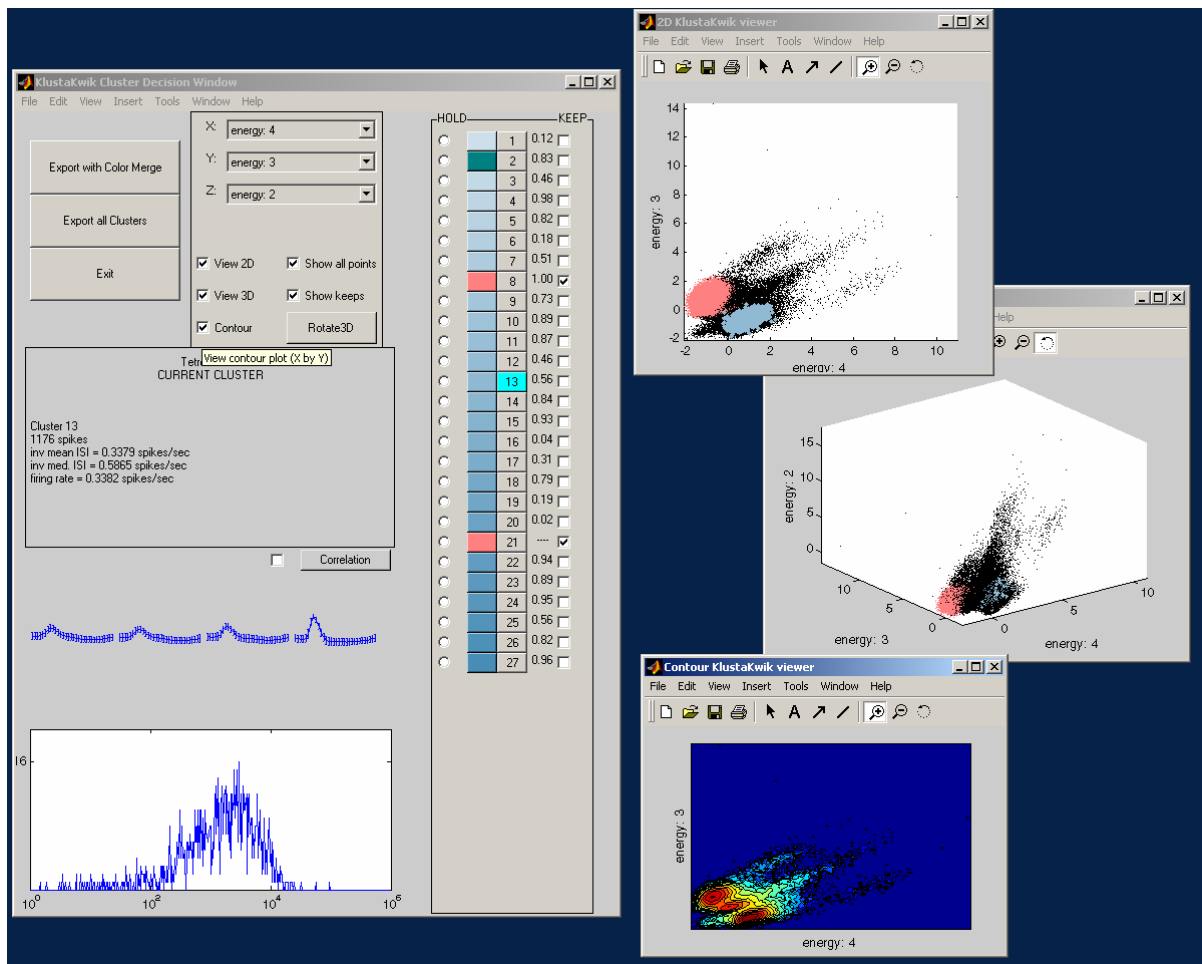 KlustaKwik Cluster Decision Window
File Edit View Insert Tools Window Help
Export with Color Merge
Export all Clusters
Exit
X: energy: 4
Y: energy: 3
Z: energy: 2
View 2D Show all points
View 3D Show keeps
Contour Rotate3D
View contour plot (X by Y)
CURRENT CLUSTER
Cluster 13
1176 spikes
inv mean ISI = 0.3379 spikes/sec
inv med. ISI = 0.5865 spikes/sec
firing rate = 0.3382 spikes/sec
Correlation
16
10^0 10^2 10^4 10^6
HOLD KEEP
1 0.12
2 0.83
3 0.46
4 0.98
5 0.82
6 0.18
7 0.51
8 1.00
9 0.73
10 0.89
11 0.87
12 0.46
13 0.56
14 0.84
15 0.93
16 0.04
17 0.31
18 0.79
19 0.19
20 0.02
21 ----
22 0.94
23 0.89
24 0.95
25 0.56
26 0.82
27 0.96
2D KlustaKwik viewer
File Edit View Insert Tools Window Help
A
14
12
10
8
6
4
2
0
-2
-2 0 2 4 6 8 10
energy: 3
energy: 4
Help
15
10
5
0
energy: 2
10
5
0
energy: 3
0
5
10
energy: 4
Contour KlustaKwik viewer
File Edit View Insert Tools Window Help
A
energy: 3
energy: 4